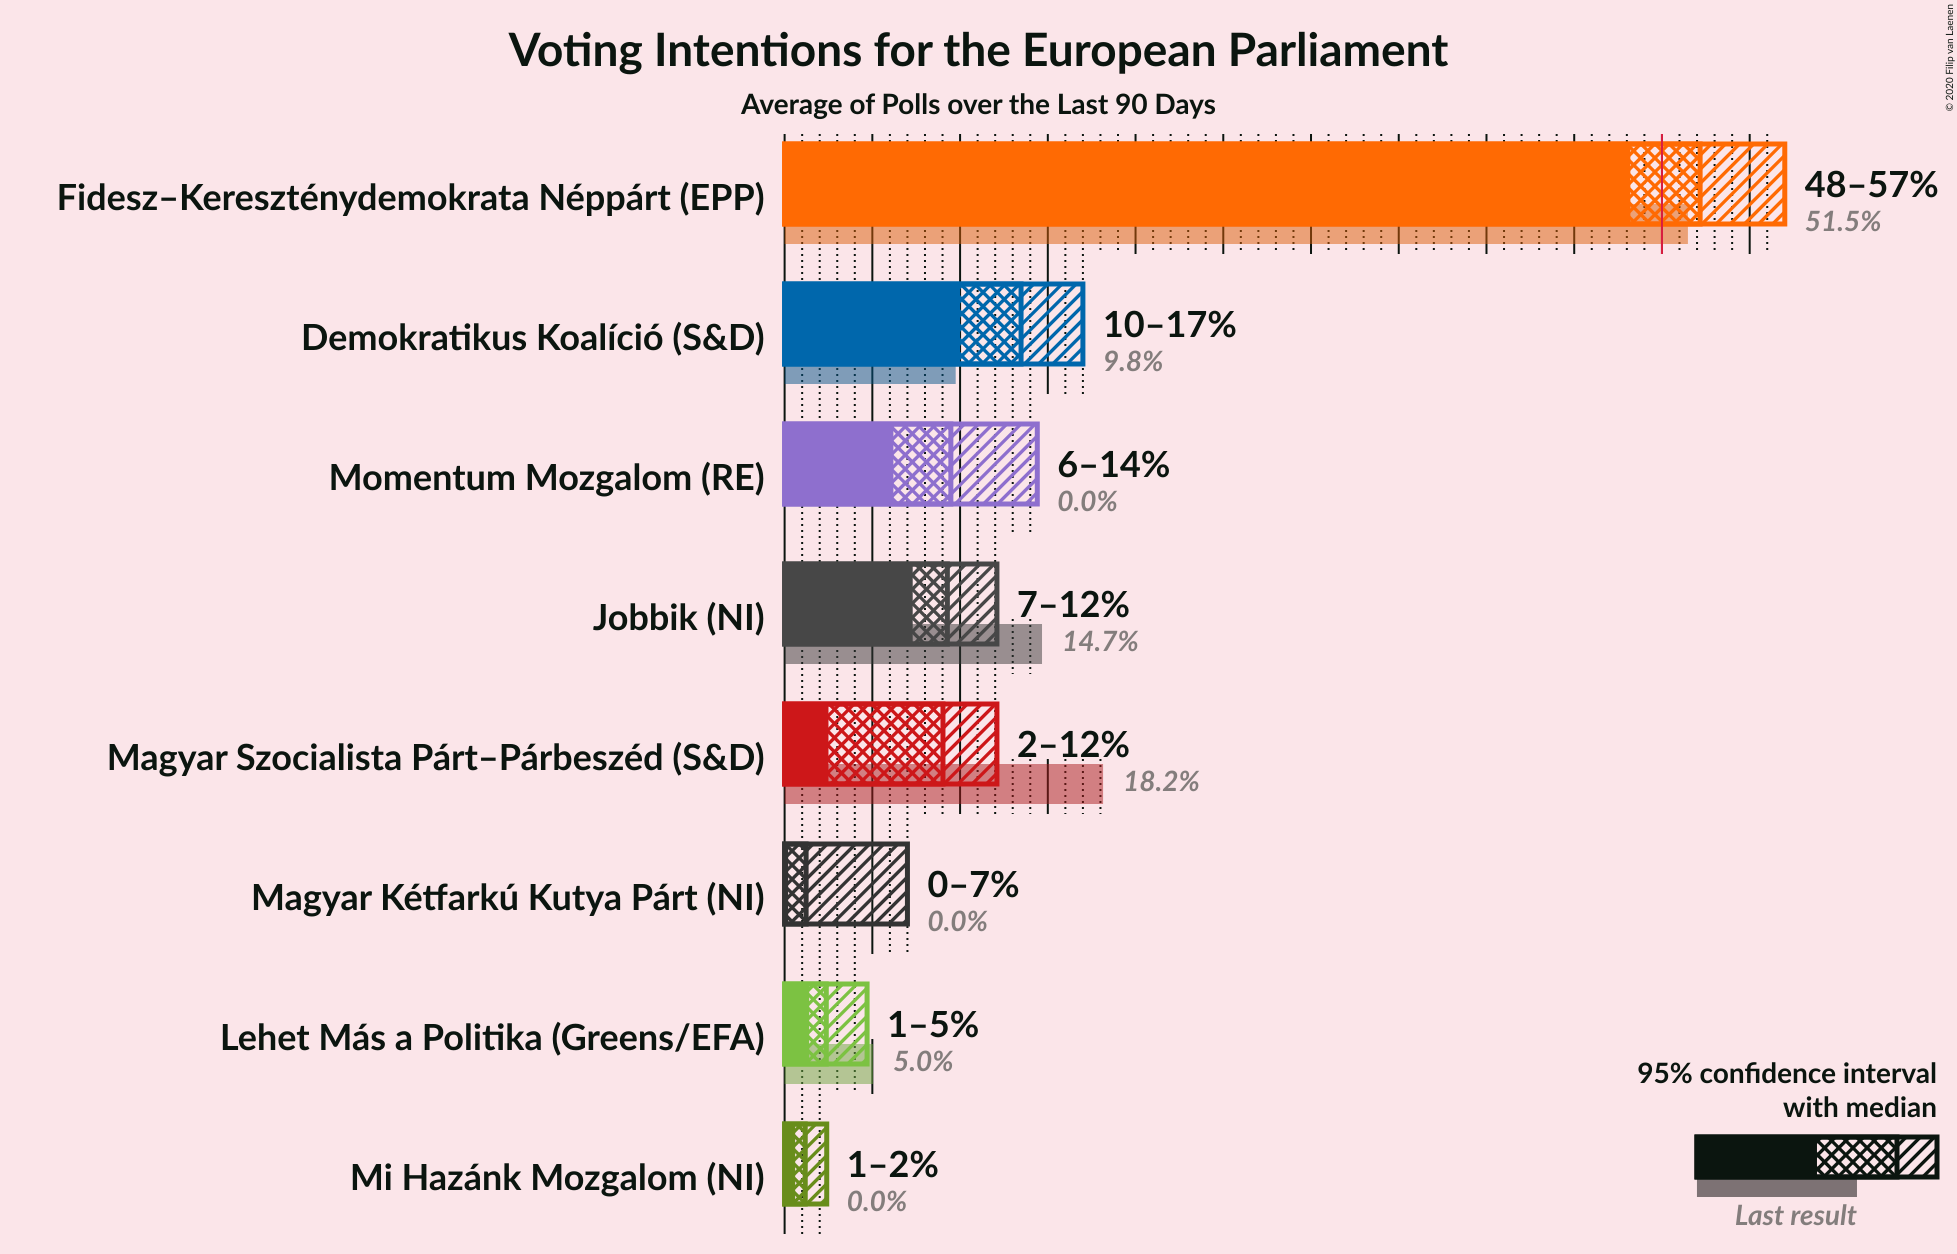 Voting Intentions for the European Parliament
Average of Polls over the Last 90 Days
© 2020 Filip van Laenen
Fidesz–Kereszténydemokrata Néppárt (EPP)
48–57%
51.5%
Demokratikus Koalíció (S&D)
10–17%
9.8%
Momentum Mozgalom (RE)
6–14%
0.0%
Jobbik (NI)
7–12%
14.7%
Magyar Szocialista Párt–Párbeszéd (S&D)
2–12%
18.2%
Magyar Kétfarkú Kutya Párt (NI)
0–7%
0.0%
Lehet Más a Politika (Greens/EFA)
1–5%
5.0%
Mi Hazánk Mozgalom (NI)
1–2%
0.0%
95% confidence interval
with median
Last result